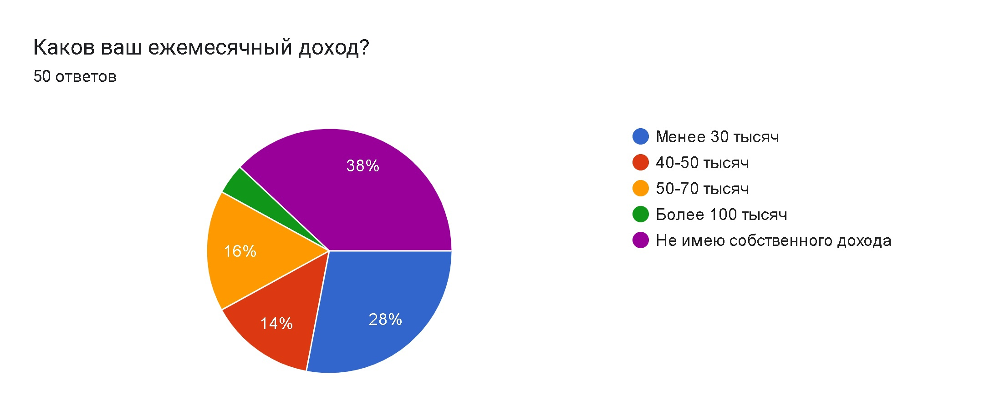 Каков ваш ежемесячный доход?
50 ответов
38%
16%
14%
28%
Менее 30 тысяч
40-50 тысяч
50-70 тысяч
Более 100 тысяч
Не имею собственного дохода